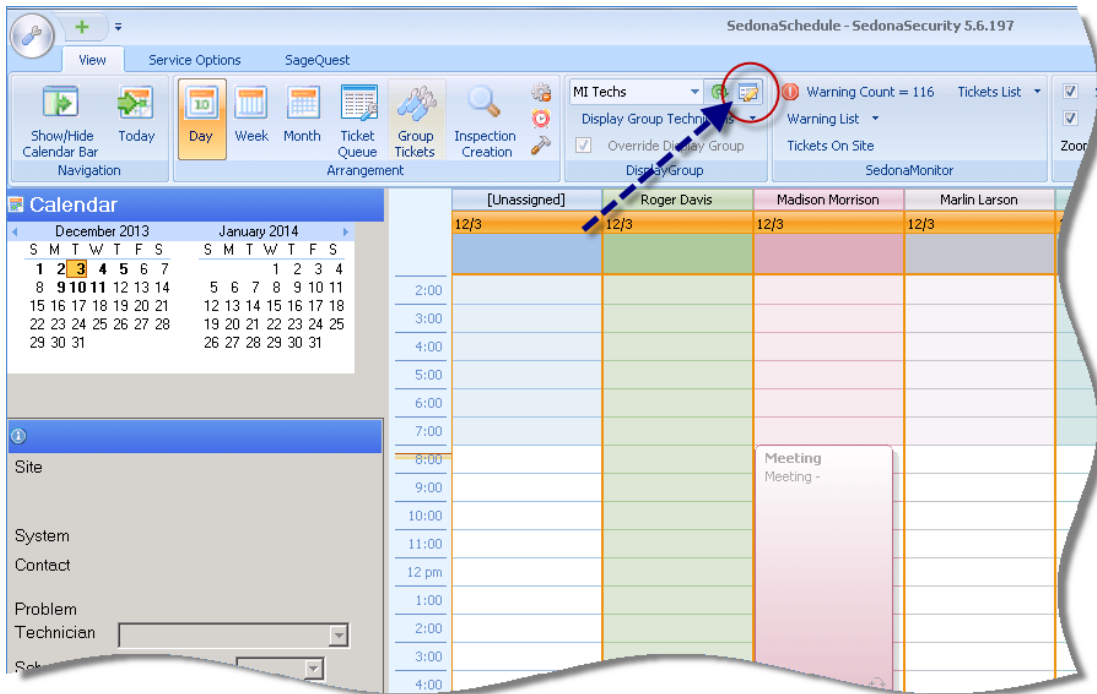 SedonaSchedule - SedonaSecurity 5.6.197
View Service Options SageQuest
MI Techs Warning Count = 116 Tickets List
Display Group Warning List
Show/Hide Calendar Bar Today Day Week Month Ticket Queue Group Tickets Inspection Creation Override Display Group Tickets On Site
Navigation Arrangement DisplayGroup SedonaMonitor
[Unassigned] Roger Davis Madison Morrison Marlin Larson
Calendar
12/3 12/3 12/3 12/3
December 2013 January 2014
S M T W T F S S M T W T F S
1 2 3 4 5 6 7 1 2 3 4
8 9 10 11 12 13 14 5 6 7 8 9 10 11
15 16 17 18 19 20 21 12 13 14 15 16 17 18
22 23 24 25 26 27 28 19 20 21 22 23 24 25
29 30 31 26 27 28 29 30 31
2:00
3:00
4:00
5:00
6:00
7:00
8:00
Meeting
Site
Meeting -
9:00
10:00
System
11:00
Contact
12 pm
1:00
Problem
Technician
2:00
3:00
4:00